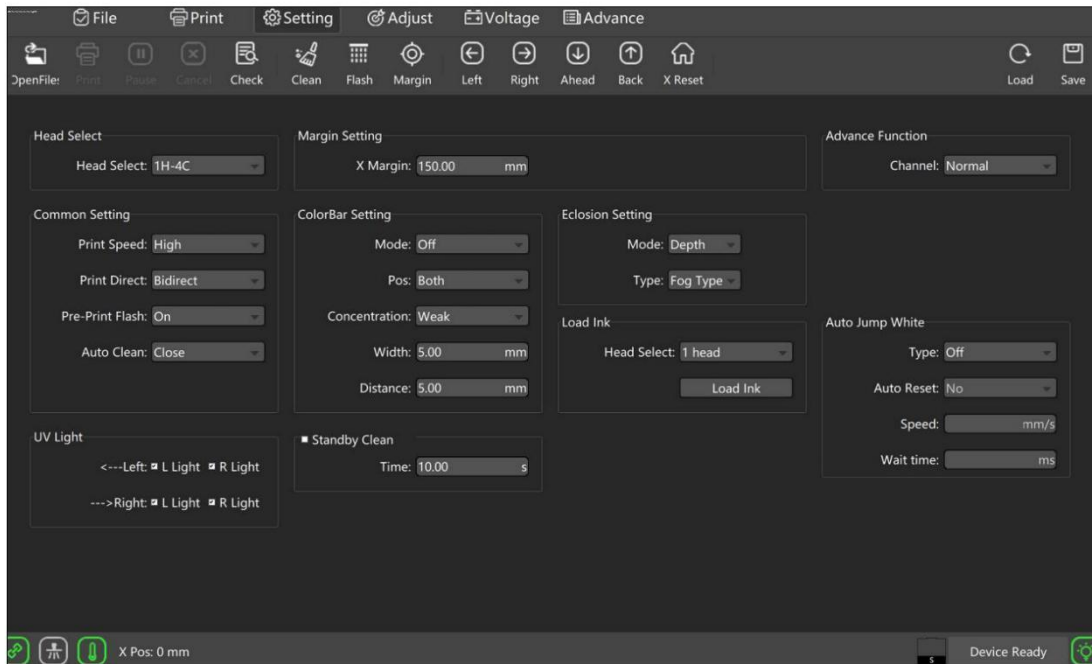 File Print Setting Adjust Voltage Advance
OpenFile: Print Pause Cancel Check Clean Flash Margin Left Right Ahead Back X Reset Load Save
Head Select
Head Select: 1H-4C
Margin Setting
X Margin: 150.00 mm
Advance Function
Channel: Normal
Common Setting
Print Speed: High
Print Direct: Bidirect
Pre-Print Flash: On
Auto Clean: Close
ColorBar Setting
Mode: Off
Pos: Both
Concentration: Weak
Width: 5.00 mm
Distance: 5.00 mm
Eclosion Setting
Mode: Depth
Type: Fog Type
Load Ink
Head Select: 1 head
Load Ink
Auto Jump White
Type: Off
Auto Reset: No
Speed: mm/s
Wait time: ms
UV Light
<---Left: L Light R Light
--->Right: L Light R Light
Standby Clean
Time: 10.00 s
X Pos: 0 mm
S
Device Ready